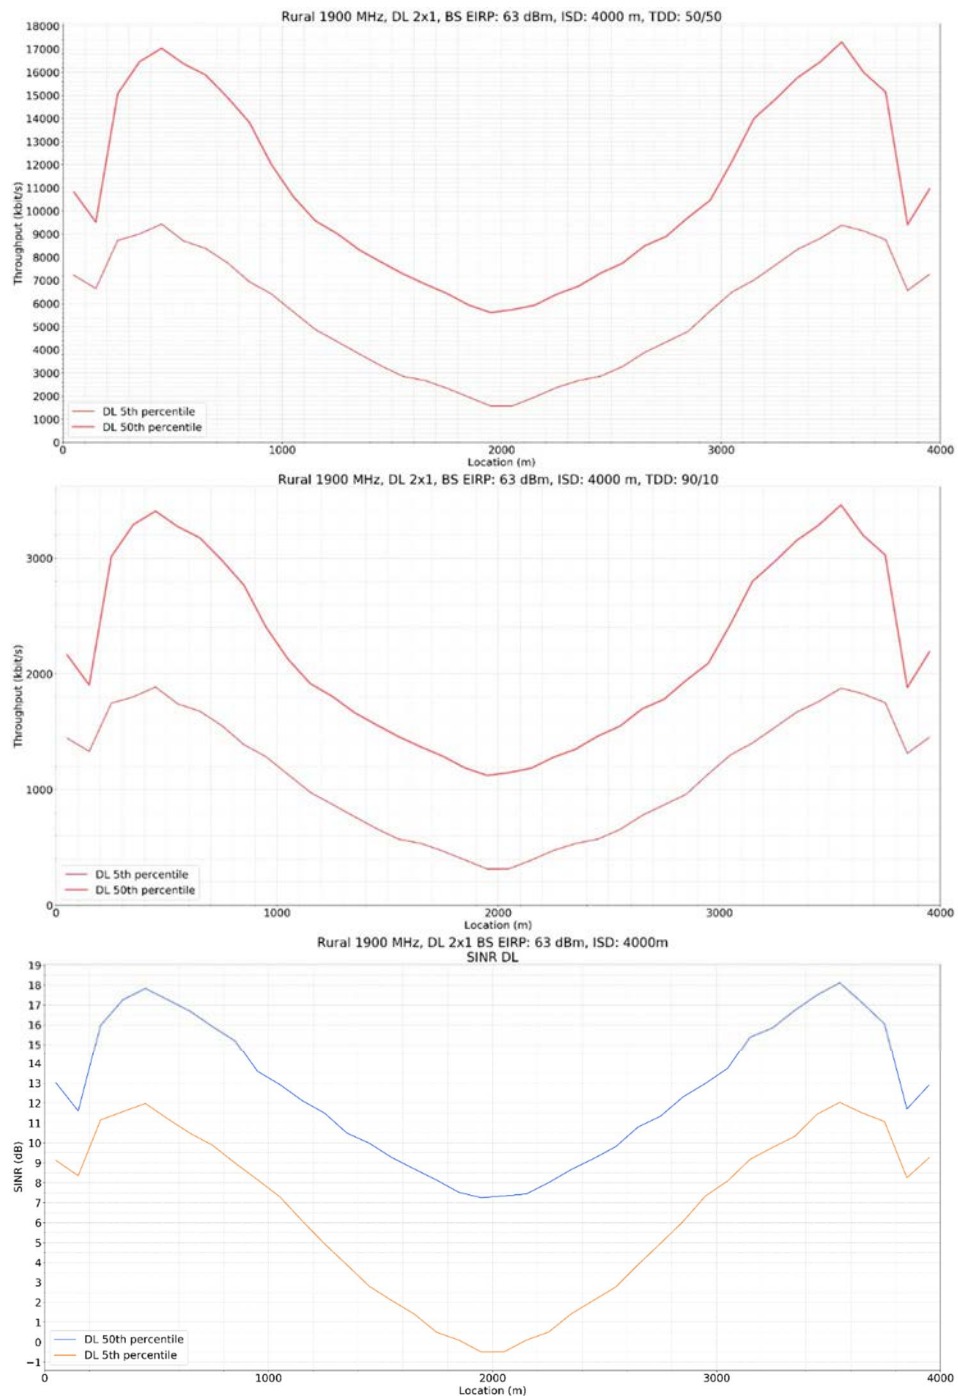 Rural 1900 MHz, DL 2x1, BS EIRP: 63 dBm, ISD: 4000 m, TDD: 50/50
18000
17000
16000
15000
14000
13000
12000
11000
10000
9000
8000
7000
6000
5000
4000
3000
2000
1000
0
Throughput (kbit/s)
DL 5th percentile
DL 50th percentile
0 1000 2000 3000 4000
Location (m)
Rural 1900 MHz, DL 2x1, BS EIRP: 63 dBm, ISD: 4000 m, TDD: 90/10
3000
2000
1000
0
Throughput (kbit/s)
DL 5th percentile
DL 50th percentile
0 1000 2000 3000 4000
Location (m)
Rural 1900 MHz, DL 2x1 BS EIRP: 63 dBm, ISD: 4000m
SINR DL
19
18
17
16
15
14
13
12
11
10
9
8
7
6
5
4
3
2
1
0
−1
SINR (dB)
DL 50th percentile
DL 5th percentile
0 1000 2000 3000 4000
Location (m)